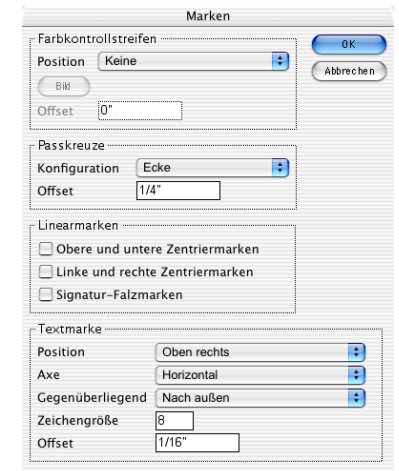 Marken
Farbkontrollstreifen
OK
Position Keine
Abbrechen
Bild
Offset 0"
Passkreuze
Konfiguration Ecke
Offset 1/4"
Linearmarken
Obere und untere Zentriermarken
Linke und rechte Zentriermarken
Signatur-Falzmarken
Textmarke
Position Oben rechts
Axe Horizontal
Gegenüberliegend Nach außen
Zeichengröße 8
Offset 1/16"